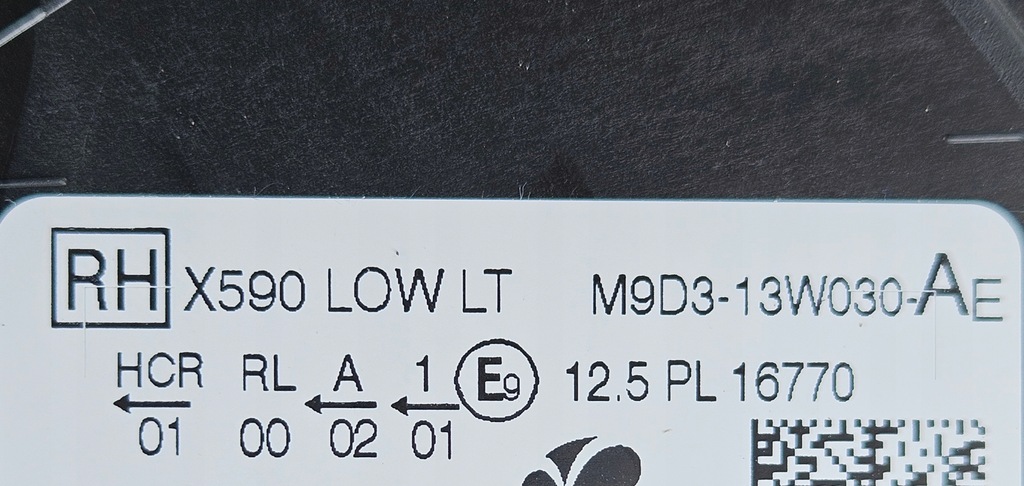 RH X590 LOW LT M9D3-13W030-AE
HCR RL A 1 E9 12.5 PL 16770
01 00 02 01